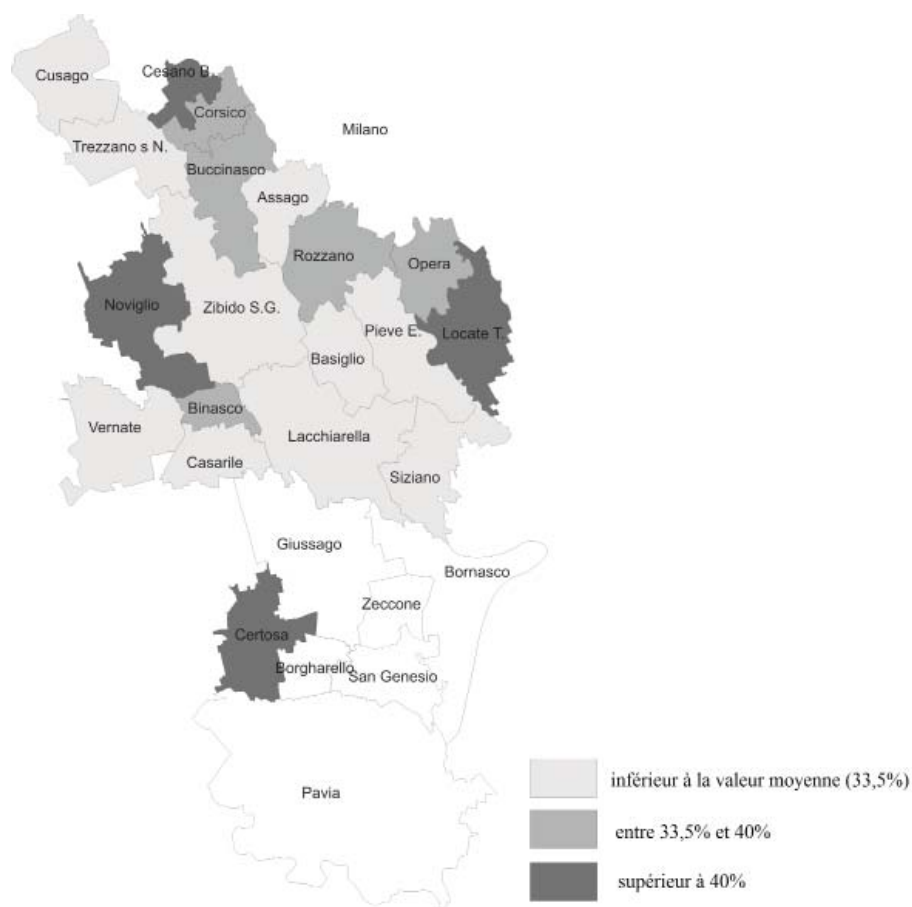 Cusago
Cesano B.
Corsico
Milano
Trezzano s N.
Buccinasco
Assago
Rozzano
Opera
Noviglio
Zibido S.G.
Pieve E.
Locate T.
Basiglio
Binasco
Vernate
Lacchiarella
Casarile
Siziano
Giussago
Bornasco
Zeccone
Certosa
Borgharello
San Genesio
Pavia
inférieur à la valeur moyenne (33,5%)
entre 33,5% et 40%
supérieur à 40%